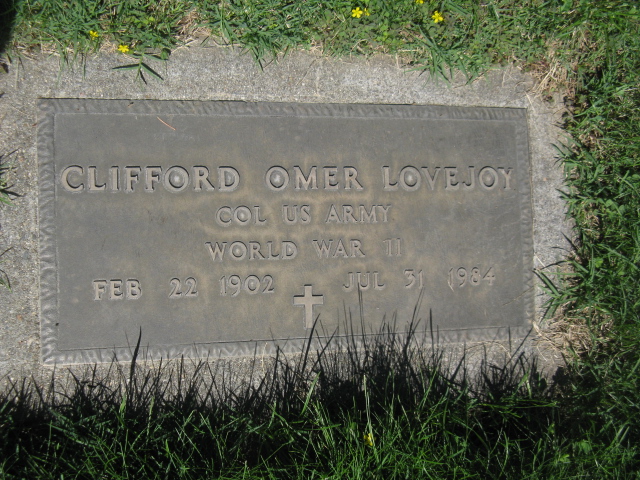 CLIFFORD OMER LOVEJOY
COL US ARMY
WORLD WAR II
FEB 22 1902 JUL 31 1984